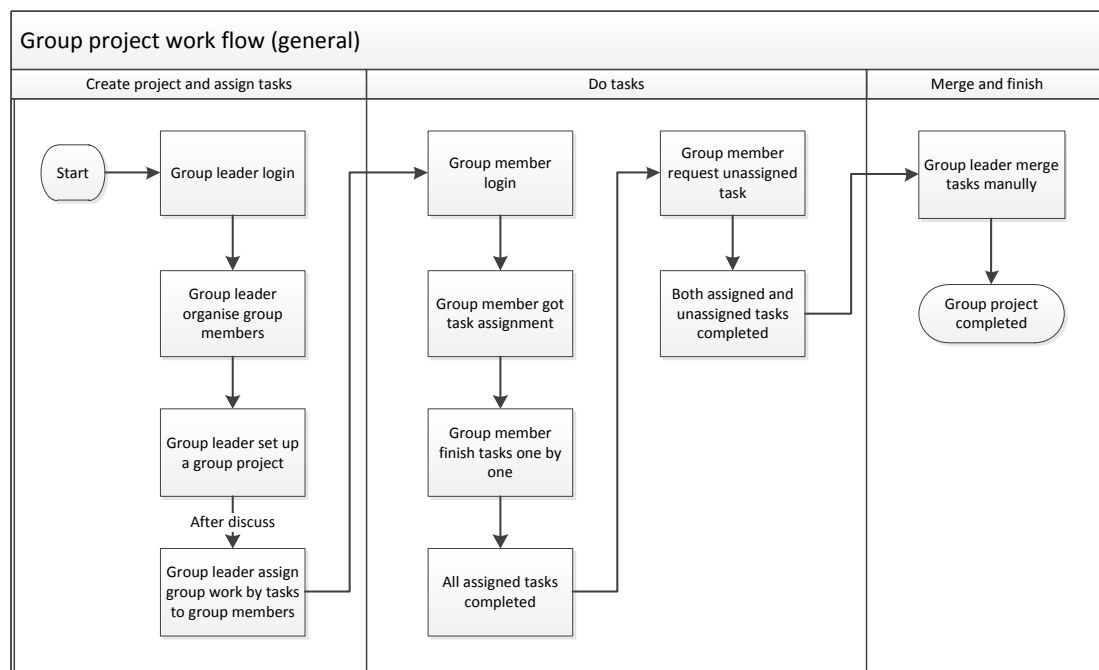 Group project work flow (general)
Create project and assign tasks
Do tasks
Merge and finish
Start
Group leader login
Group leader
organise group
members
Group leader set up
a group project
After discuss
Group leader assign
group work by tasks
to group members
Group member
login
Group member got
task assignment
Group member
finish tasks one by
one
All assigned tasks
completed
Group member
request unassigned
task
Both assigned and
unassigned tasks
completed
Group leader merge
tasks manully
Group project
completed